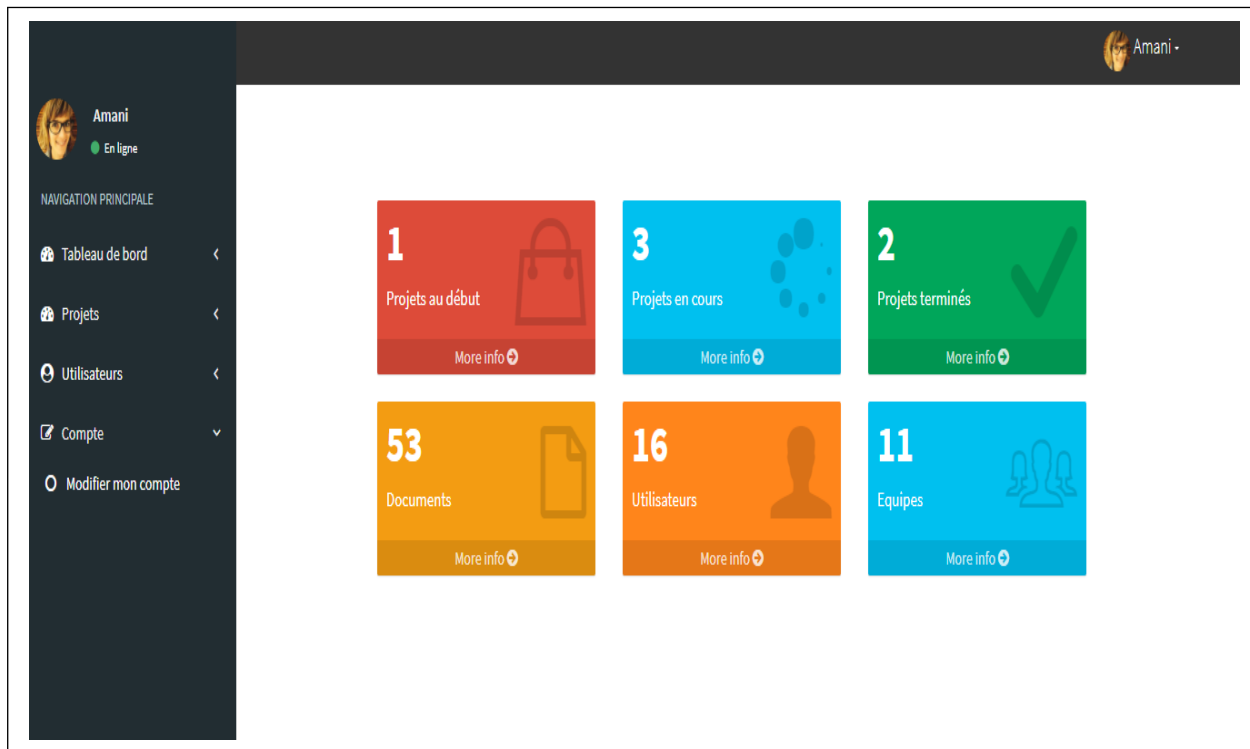 Amani -
Amani
En ligne
NAVIGATION PRINCIPALE
Tableau de bord
Projets
Utilisateurs
Compte
Modifier mon compte
1
Projets au début
More info
3
Projets en cours
More info
2
Projets terminés
More info
53
Documents
More info
16
Utilisateurs
More info
11
Equipes
More info